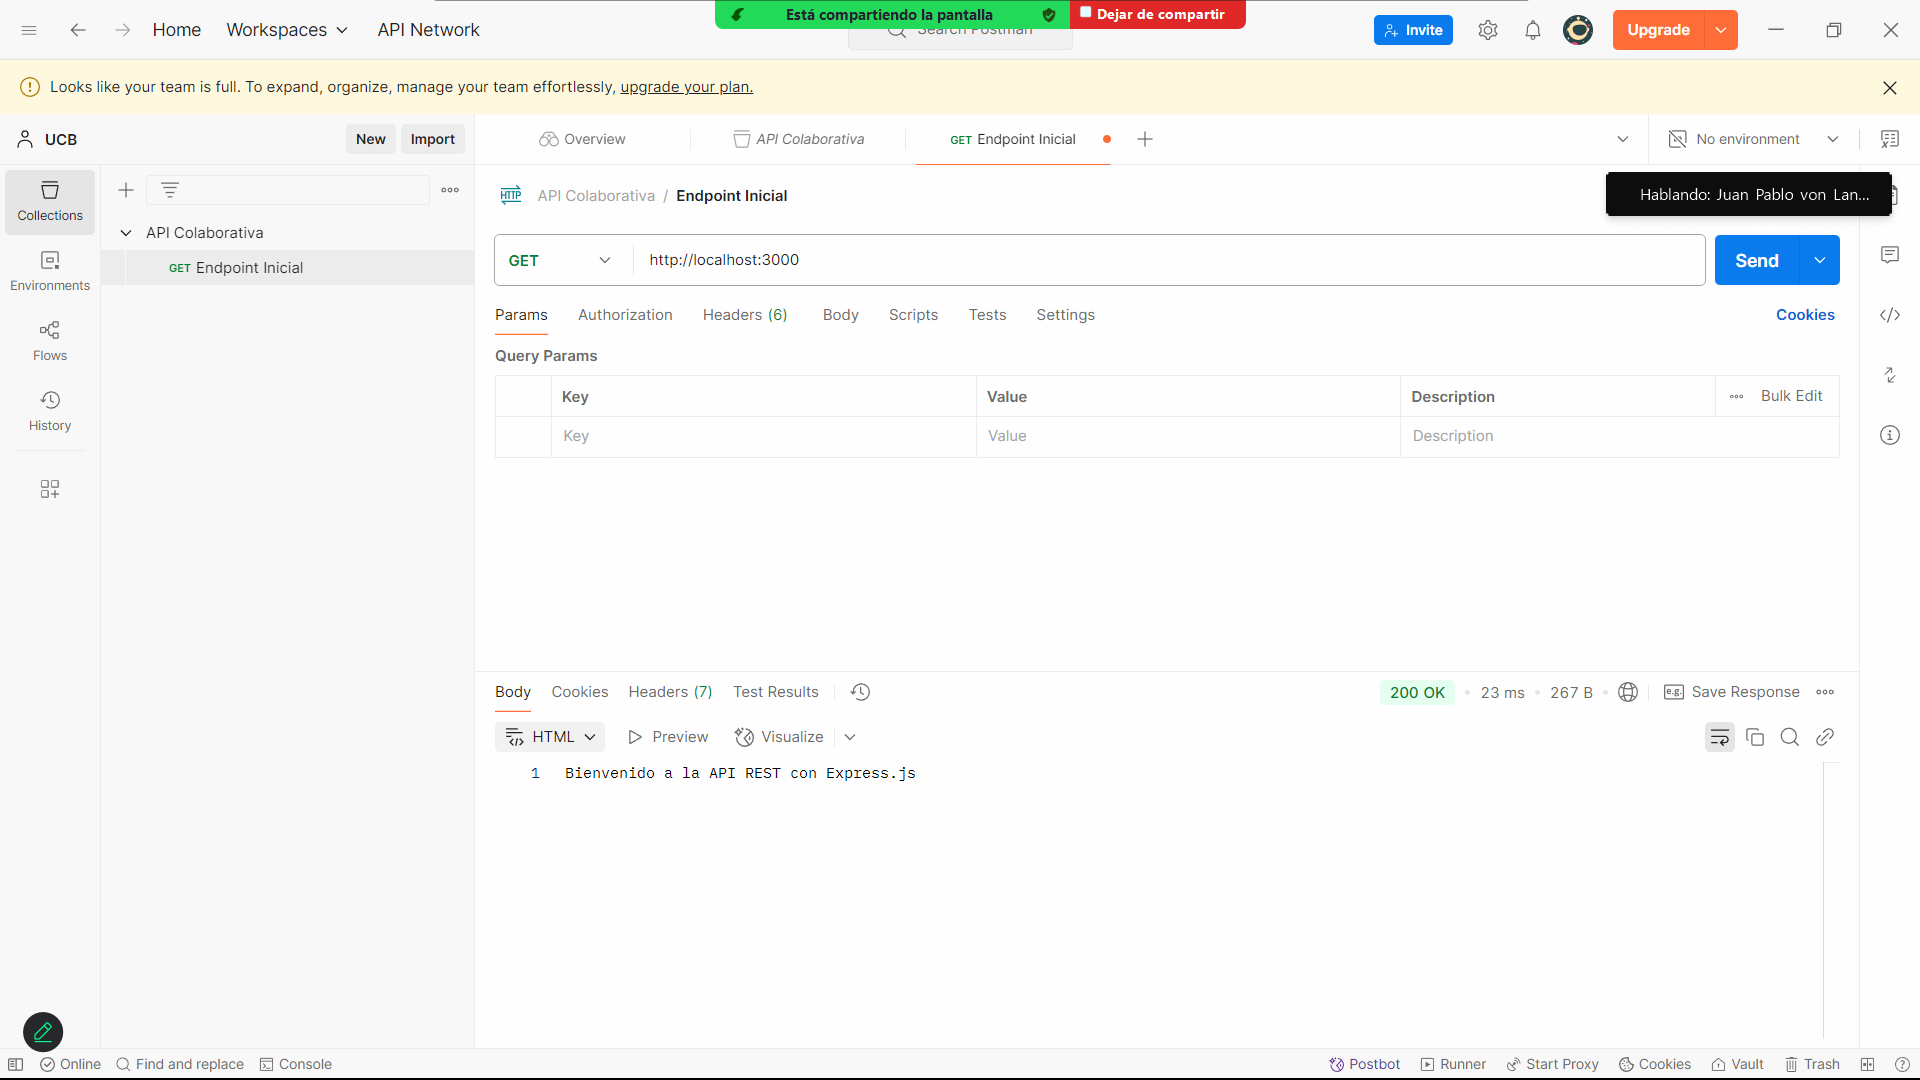 Está compartiendo la pantalla
Dejar de compartir
Home
Workspaces
API Network
Search Postman
Invite
Upgrade
Looks like your team is full. To expand, organize, manage your team effortlessly, upgrade your plan.
UCB
New
Import
Overview
API Colaborativa
GET Endpoint Inicial
No environment
Collections
HTTP
API Colaborativa / Endpoint Inicial
Hablando: Juan Pablo von Lan...
API Colaborativa
GET Endpoint Inicial
GET
http://localhost:3000
Send
Environments
Params
Authorization
Headers (6)
Body
Scripts
Tests
Settings
Cookies
Flows
Query Params
Key
Value
Description
Bulk Edit
Key
Value
Description
History
Body
Cookies
Headers (7)
Test Results
200 OK
23 ms
267 B
e.g.
Save Response
HTML
Preview
Visualize
1 Bienvenido a la API REST con Express.js
Online
Find and replace
Console
Postbot
Runner
Start Proxy
Cookies
Vault
Trash